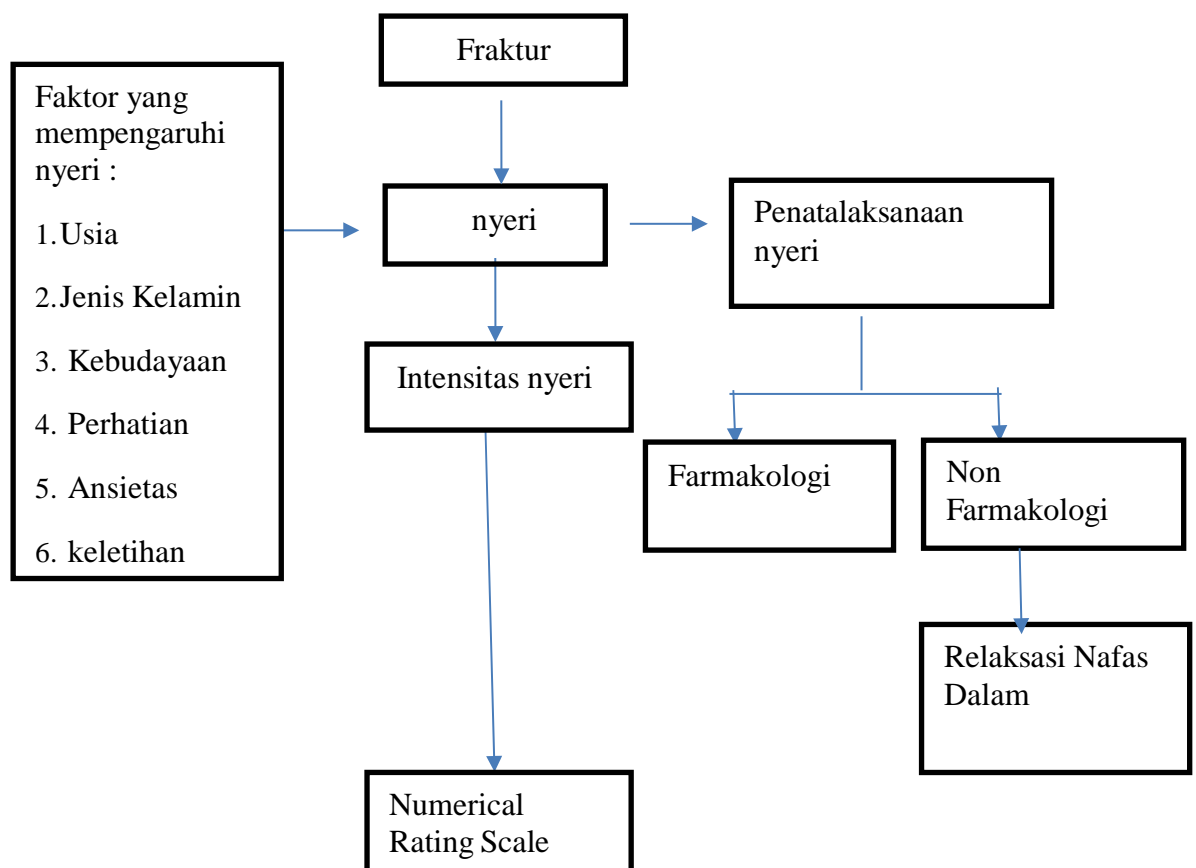 Fraktur
Faktor yang
mempengaruhi
nyeri :
1.Usia
2.Jenis Kelamin
3. Kebudayaan
4. Perhatian
5. Ansietas
6. keletihan
nyeri
Penatalaksanaan
nyeri
Intensitas nyeri
Farmakologi
Non
Farmakologi
Relaksasi Nafas
Dalam
Numerical
Rating Scale